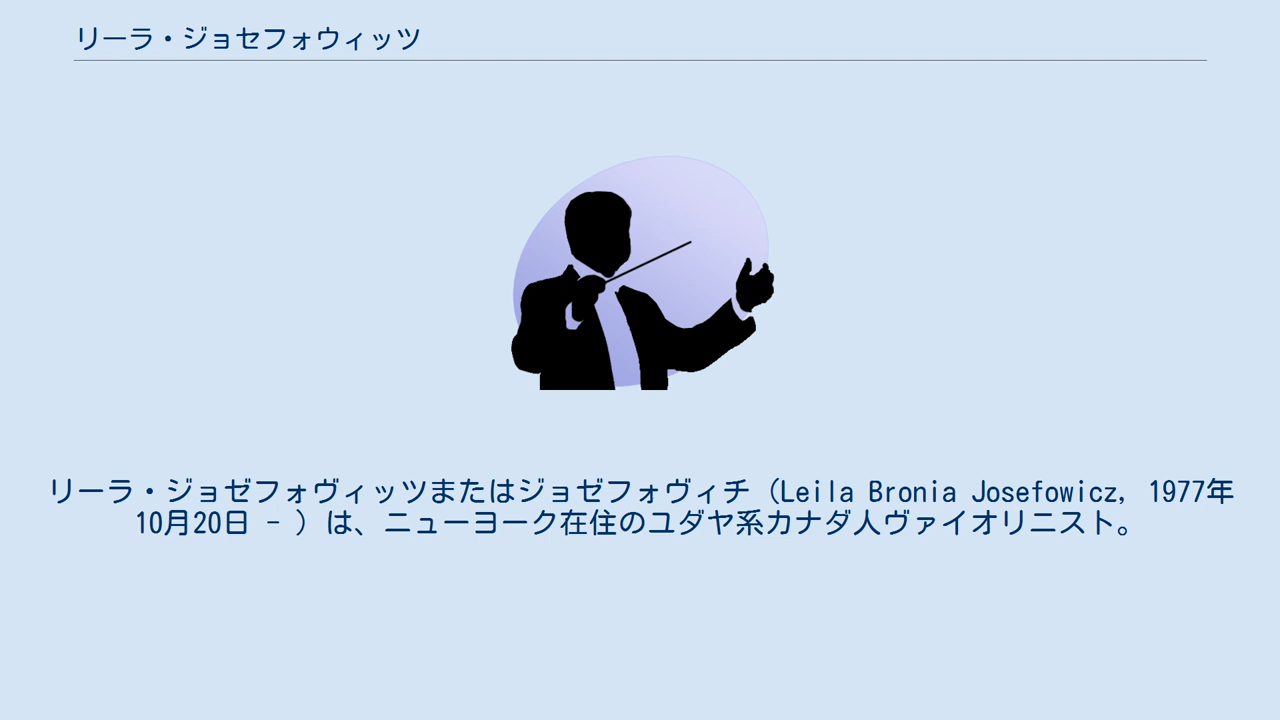 リーラ・ジョセフォウィッツ
リーラ・ジョゼフォヴィッツまたはジョゼフォヴィチ（Leila Bronia Josefowicz, 1977年
10月20日 - ）は、ニューヨーク在住のユダヤ系カナダ人ヴァイオリニスト。